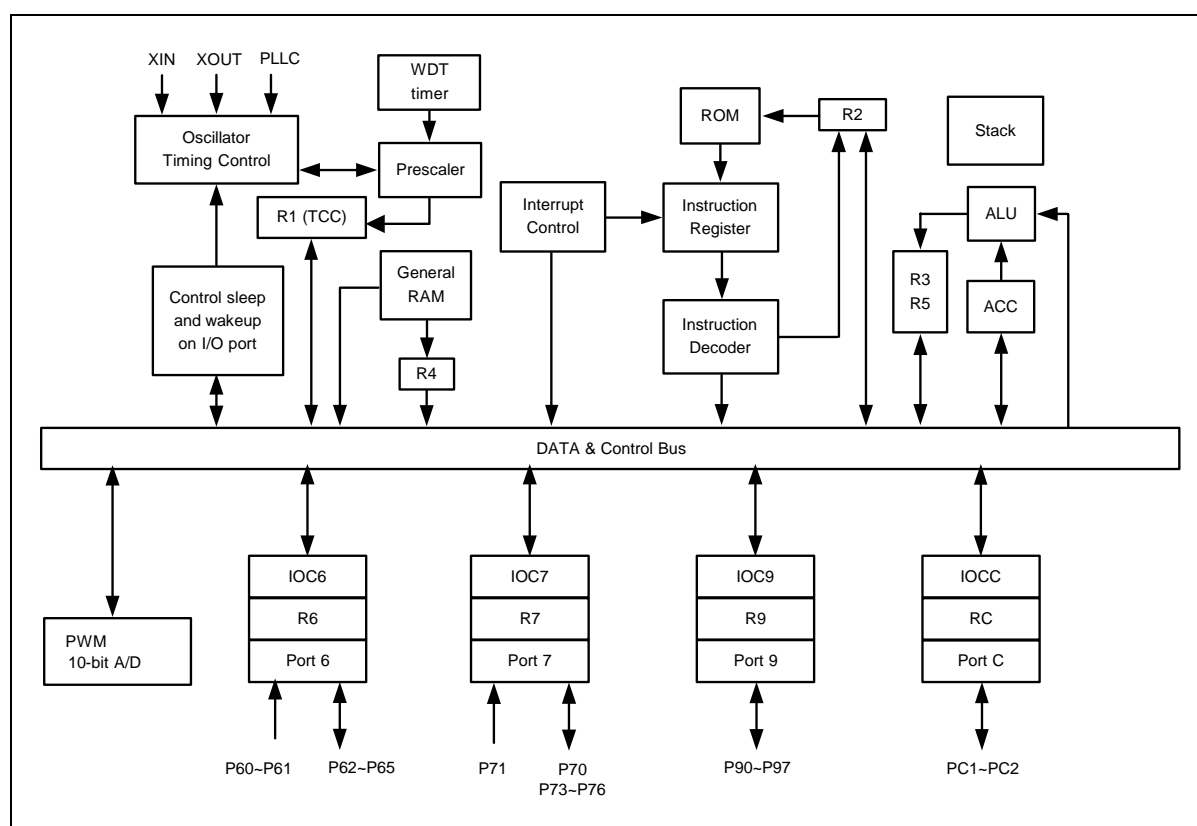 XIN
XOUT
PLLC
WDT
timer
Oscillator
Timing Control
Prescaler
R1 (TCC)
ROM
R2
Stack
Interrupt
Control
Instruction
Register
ALU
Control sleep
and wakeup
on I/O port
General
RAM
R4
Instruction
Decoder
R3
R5
ACC
DATA & Control Bus
PWM
10-bit A/D
IOC6
R6
Port 6
P60~P61
P62~P65
IOC7
R7
Port 7
P71
P70
P73~P76
IOC9
R9
Port 9
P90~P97
IOCC
RC
Port C
PC1~PC2